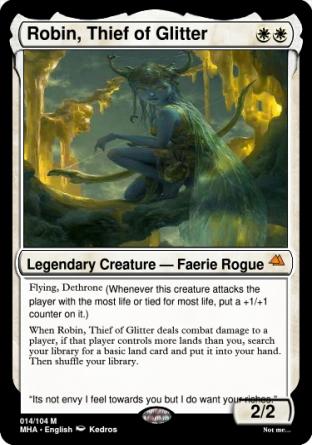 Robin, Thief of Glitter
Legendary Creature — Faerie Rogue
Flying, Dethrone (Whenever this creature attacks the
player with the most life or tied for most life, put a +1/+1
counter on it.)
When Robin, Thief of Glitter deals combat damage to a
player, if that player controls more lands than you, search
your library for a basic land card and put it into your hand.
Then shuffle your library.
“Its not envy I feel towards you but I do want your riches.”
2/2
014/104 M
MHA • English Kedros
Not me...